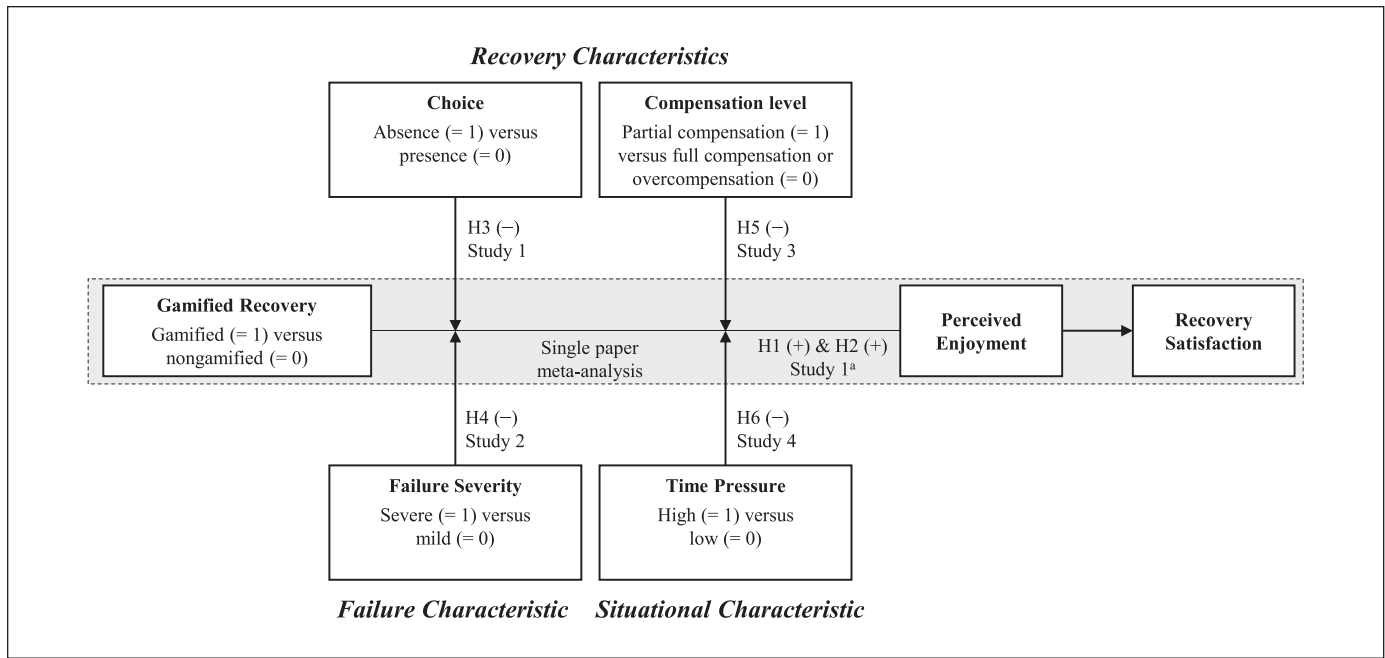 Recovery Characteristics
Choice
Absence (= 1) versus
presence (= 0)
Compensation level
Partial compensation (= 1)
versus full compensation or
overcompensation (= 0)
H3 (–)
Study 1
H5 (–)
Study 3
Gamified Recovery
Gamified (= 1) versus
nongamified (= 0)
Single paper
meta-analysis
H1 (+) & H2 (+)
Study 1ᵃ
Perceived
Enjoyment
Recovery
Satisfaction
H4 (–)
Study 2
H6 (–)
Study 4
Failure Severity
Severe (= 1) versus
mild (= 0)
Time Pressure
High (= 1) versus
low (= 0)
Failure Characteristic
Situational Characteristic